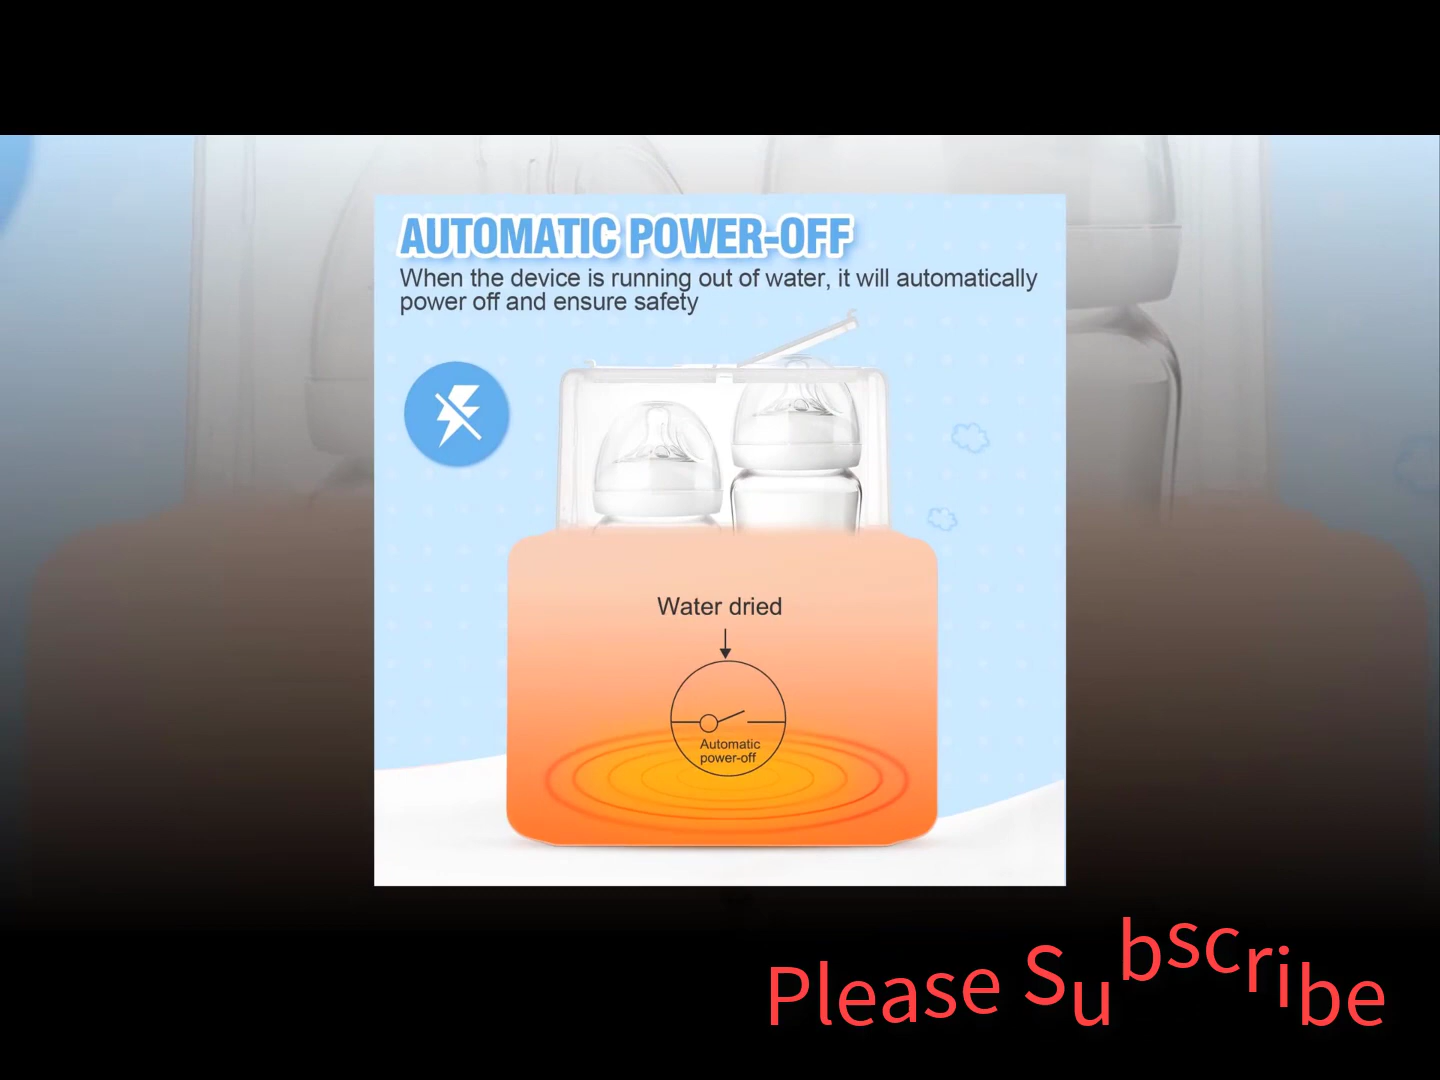 AUTOMATIC POWER-OFF
When the device is running out of water, it will automatically
power off and ensure safety
Water dried
Automatic
power-off
Please Subscribe